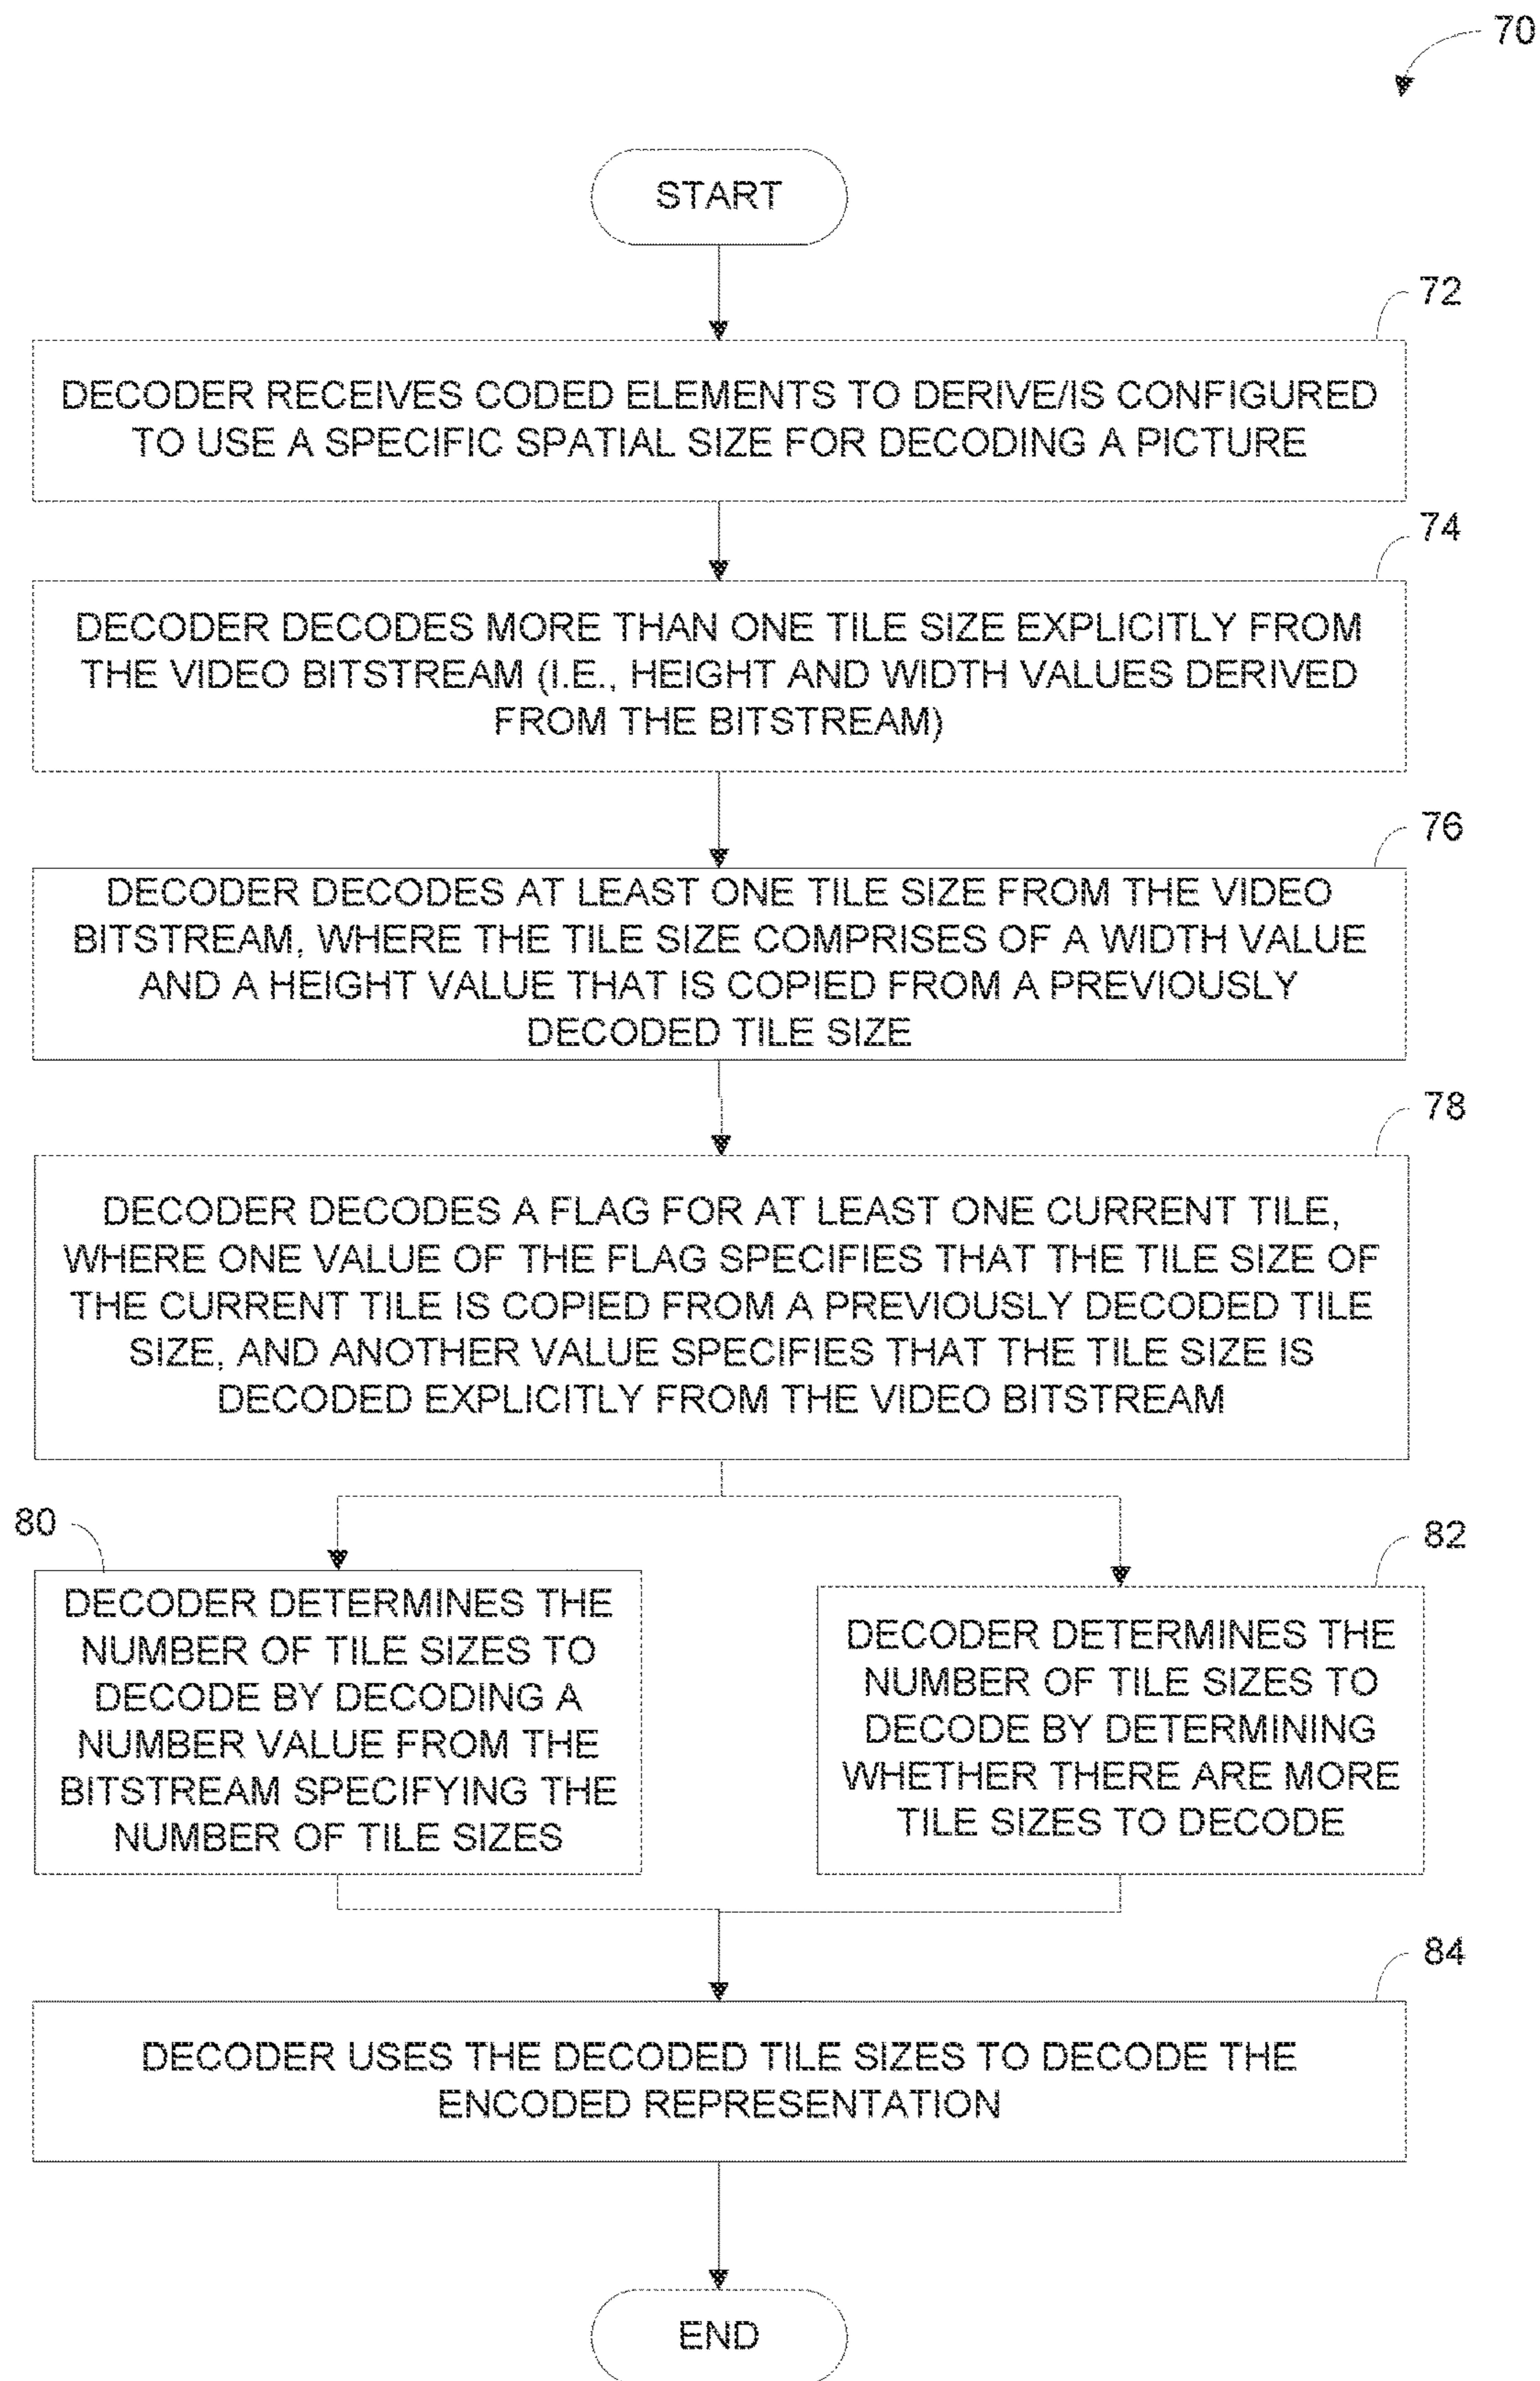 70
START
72
DECODER RECEIVES CODED ELEMENTS TO DERIVE/IS CONFIGURED
TO USE A SPECIFIC SPATIAL SIZE FOR DECODING A PICTURE
74
DECODER DECODES MORE THAN ONE TILE SIZE EXPLICITLY FROM
THE VIDEO BITSTREAM (I.E., HEIGHT AND WIDTH VALUES DERIVED
FROM THE BITSTREAM)
76
DECODER DECODES AT LEAST ONE TILE SIZE FROM THE VIDEO
BITSTREAM, WHERE THE TILE SIZE COMPRISES OF A WIDTH VALUE
AND A HEIGHT VALUE THAT IS COPIED FROM A PREVIOUSLY
DECODED TILE SIZE
78
DECODER DECODES A FLAG FOR AT LEAST ONE CURRENT TILE,
WHERE ONE VALUE OF THE FLAG SPECIFIES THAT THE TILE SIZE OF
THE CURRENT TILE IS COPIED FROM A PREVIOUSLY DECODED TILE
SIZE, AND ANOTHER VALUE SPECIFIES THAT THE TILE SIZE IS
DECODED EXPLICITLY FROM THE VIDEO BITSTREAM
80
DECODER DETERMINES THE
NUMBER OF TILE SIZES TO
DECODE BY DECODING A
NUMBER VALUE FROM THE
BITSTREAM SPECIFYING THE
NUMBER OF TILE SIZES
82
DECODER DETERMINES THE
NUMBER OF TILE SIZES TO
DECODE BY DETERMINING
WHETHER THERE ARE MORE
TILE SIZES TO DECODE
84
DECODER USES THE DECODED TILE SIZES TO DECODE THE
ENCODED REPRESENTATION
END